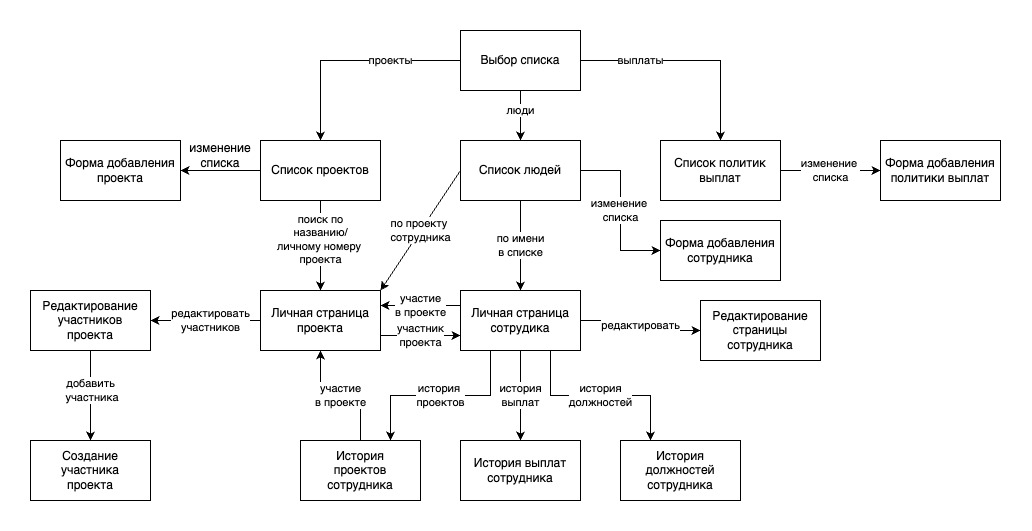 Выбор списка
проекты
выплаты
люди
Форма добавления
проекта
изменение
списка
Список проектов
Список людей
Список политик
выплат
изменение
списка
Форма добавления
политики выплат
поиск по
названию/
личному номеру
проекта
по проекту
сотрудника
по имени
в списке
изменение
списка
Форма добавления
сотрудника
Редактирование
участников
проекта
редактировать
участников
Личная страница
проекта
участие
в проекте
участник
проекта
Личная страница
сотрудика
редактировать
Редактирование
страницы
сотрудника
добавить
участника
участие
в проекте
история
проектов
история
выплат
история
должностей
Создание
участника
проекта
История
проектов
сотрудника
История выплат
сотрудника
История
должностей
сотрудника